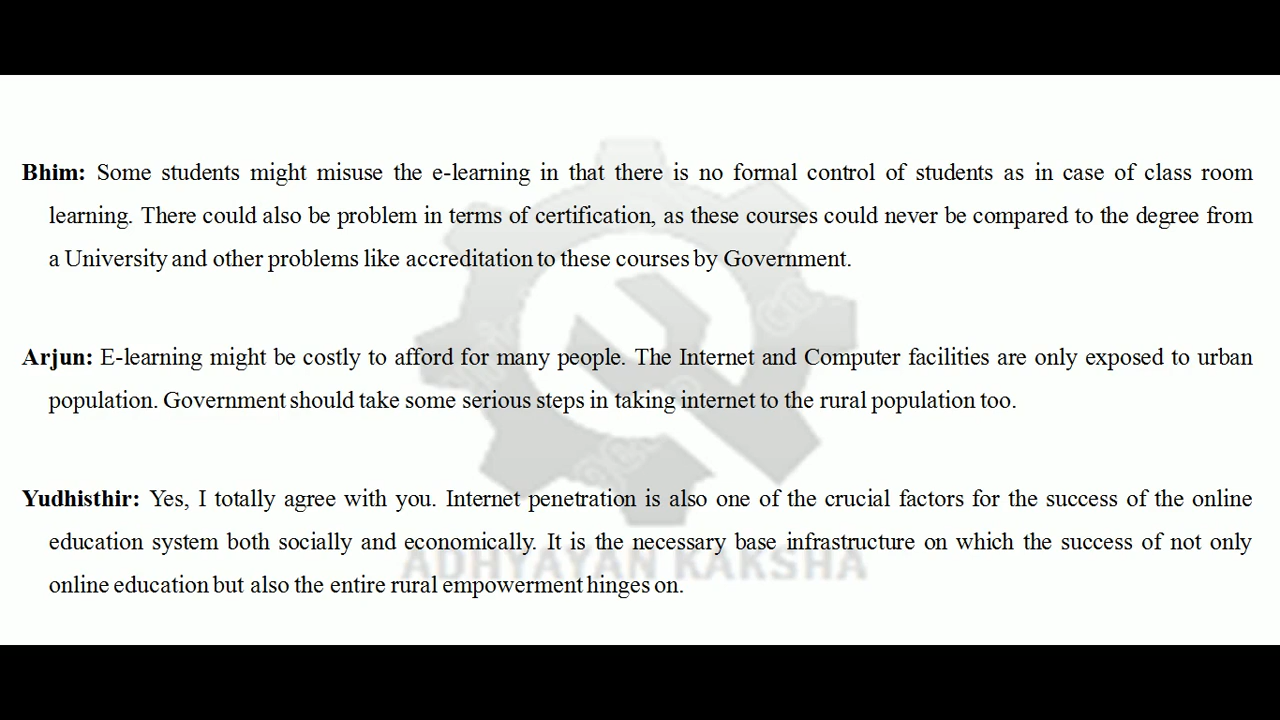 Bhim: Some students might misuse the e-learning in that there is no formal control of students as in case of class room
learning. There could also be problem in terms of certification, as these courses could never be compared to the degree from
a University and other problems like accreditation to these courses by Government.
Arjun: E-learning might be costly to afford for many people. The Internet and Computer facilities are only exposed to urban
population. Government should take some serious steps in taking internet to the rural population too.
Yudhisthir: Yes, I totally agree with you. Internet penetration is also one of the crucial factors for the success of the online
education system both socially and economically. It is the necessary base infrastructure on which the success of not only
ADHYAYAN KAKSHA
online education but also the entire rural empowerment hinges on.